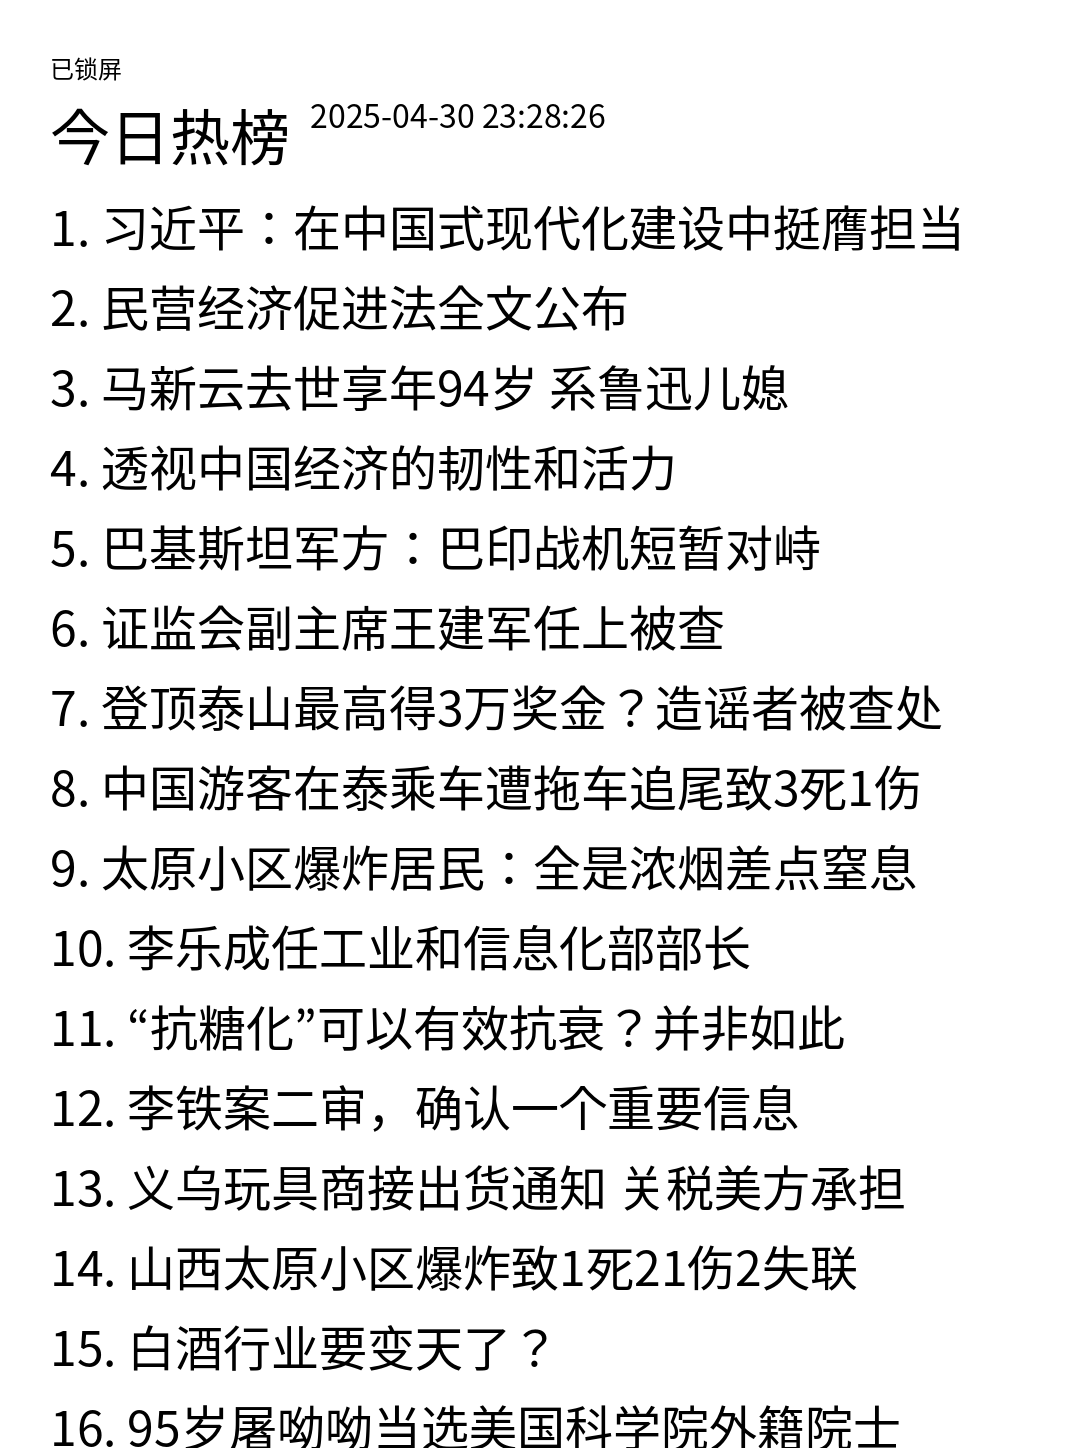 已锁屏
今日热榜 2025-04-30 23:28:26
1. 习近平：在中国式现代化建设中挺膺担当
2. 民营经济促进法全文公布
3. 马新云去世享年94岁 系鲁迅儿媳
4. 透视中国经济的韧性和活力
5. 巴基斯坦军方：巴印战机短暂对峙
6. 证监会副主席王建军任上被查
7. 登顶泰山最高得3万奖金？造谣者被查处
8. 中国游客在泰乘车遭拖车追尾致3死1伤
9. 太原小区爆炸居民：全是浓烟差点窒息
10. 李乐成任工业和信息化部部长
11. “抗糖化”可以有效抗衰？并非如此
12. 李铁案二审，确认一个重要信息
13. 义乌玩具商接出货通知 关税美方承担
14. 山西太原小区爆炸致1死21伤2失联
15. 白酒行业要变天了？
16. 95岁屠呦呦当选美国科学院外籍院士